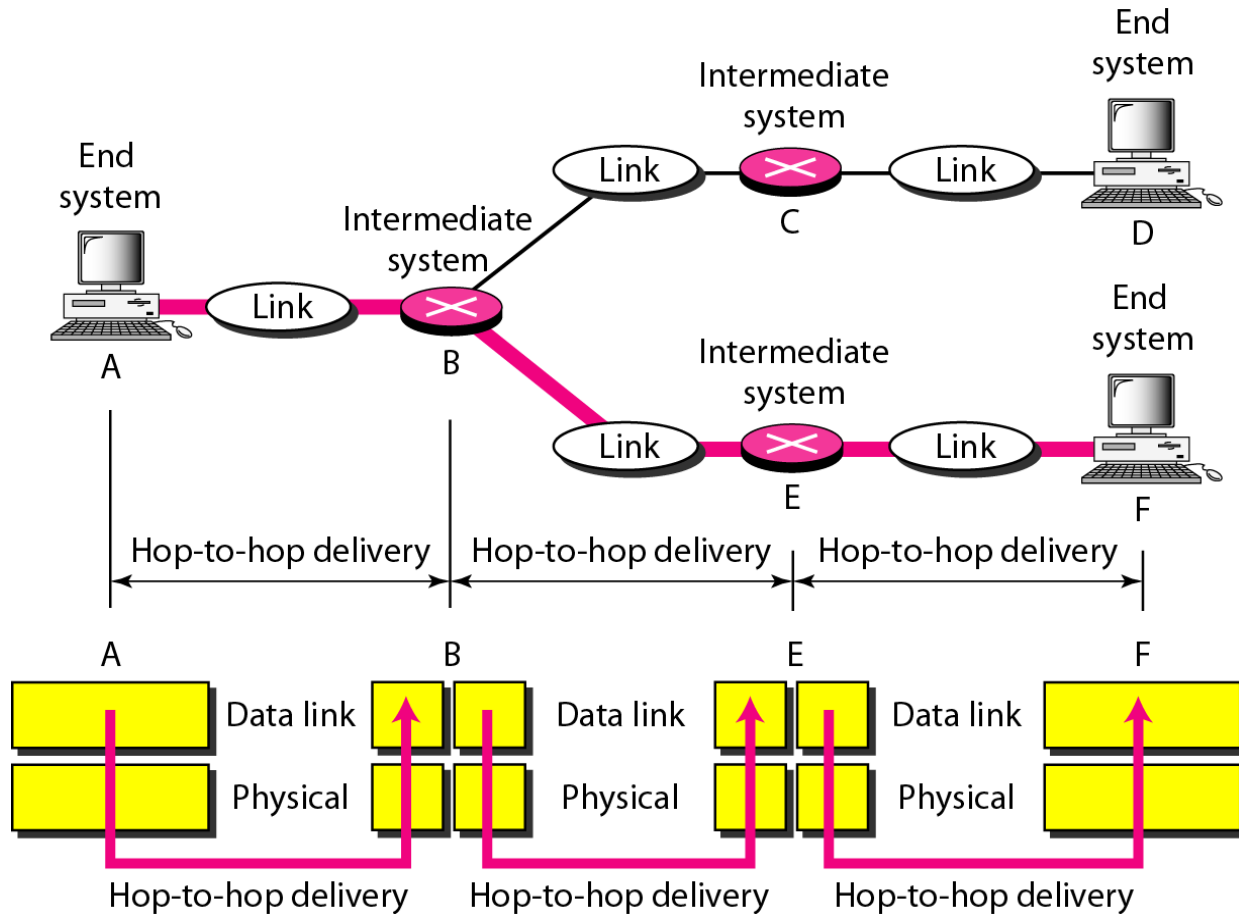 End
system
Intermediate
system
Link
Link
C
D
End
system
Intermediate
system
Link
A
B
End
system
Intermediate
system
Link
Link
E
F
Hop-to-hop delivery
Hop-to-hop delivery
Hop-to-hop delivery
A
B
E
F
Data link
Data link
Data link
Physical
Physical
Physical
Hop-to-hop delivery
Hop-to-hop delivery
Hop-to-hop delivery